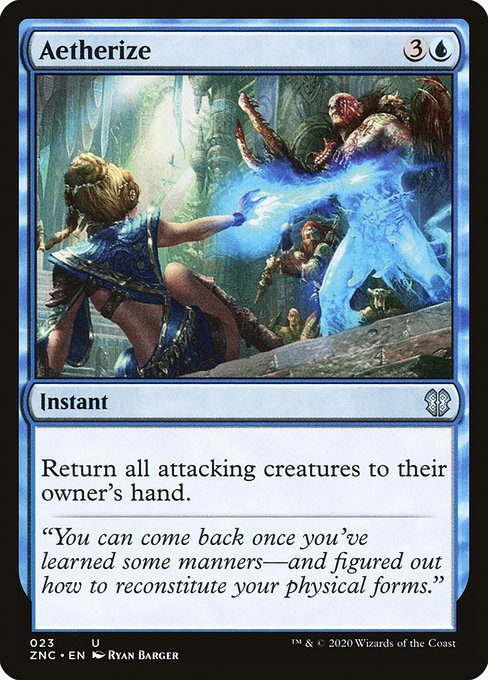 Aetherize 3
Instant
Return all attacking creatures to their
owner's hand.
“You can come back once you've
learned some manners—and figured out
how to reconstitute your physical forms.”
023 U
ZNC • EN Ryan Barger
™ & © 2020 Wizards of the Coast